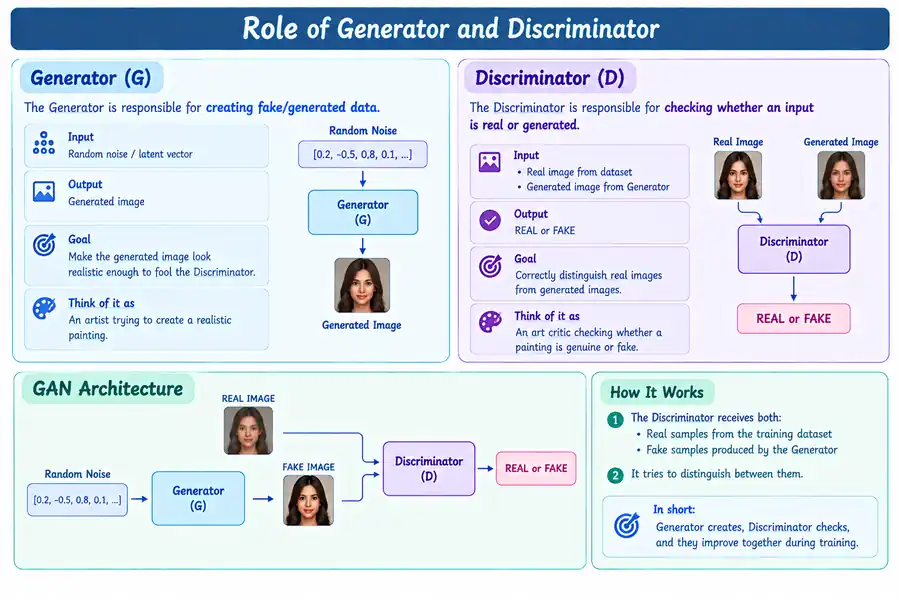 Role of Generator and Discriminator
Generator (G)
The Generator is responsible for creating fake/generated data.
Input
Random noise / latent vector
Output
Generated image
Goal
Make the generated image look
realistic enough to fool the Discriminator.
Think of it as
An artist trying to create a realistic
painting.
Random Noise
[0.2, -0.5, 0.8, 0.1, ...]
Generator
(G)
Generated Image
Discriminator (D)
The Discriminator is responsible for checking whether an input
is real or generated.
Input
• Real image from dataset
• Generated image from Generator
Output
REAL or FAKE
Goal
Correctly distinguish real images
from generated images.
Think of it as
An art critic checking whether a
painting is genuine or fake.
Real Image
Generated Image
Discriminator
(D)
REAL or FAKE
GAN Architecture
Random Noise
[0.2, -0.5, 0.8, 0.1, ...]
Generator
(G)
REAL IMAGE
FAKE IMAGE
Discriminator
(D)
REAL or FAKE
How It Works
1 The Discriminator receives both:
• Real samples from the training dataset
• Fake samples produced by the Generator
2 It tries to distinguish between them.
In short:
Generator creates, Discriminator checks,
and they improve together during training.